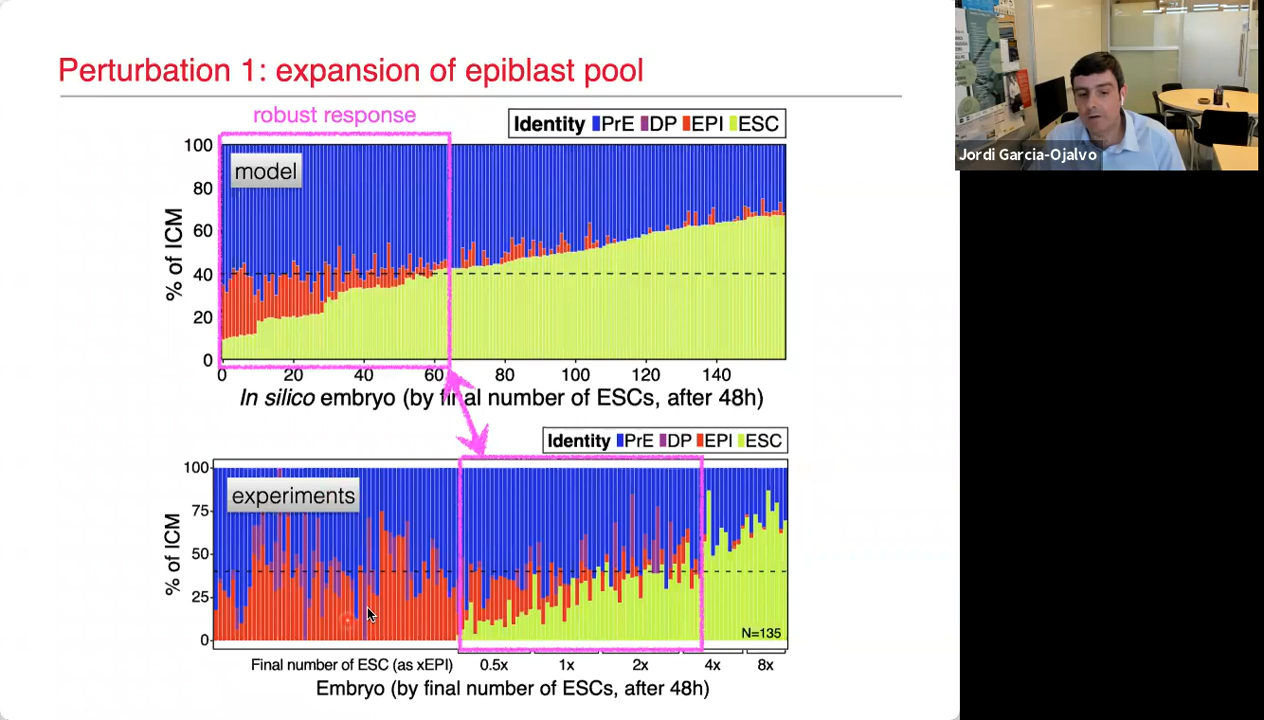 Perturbation 1: expansion of epiblast pool
robust response
Identity PrE DP EPI ESC
model
% of ICM
100
80
60
40
20
0
0 20 40 60 80 100 120 140
In silico embryo (by final number of ESCs, after 48h)
Identity PrE DP EPI ESC
experiments
% of ICM
100
75
50
25
0
N=135
Final number of ESC (as xEPI) 0.5x 1x 2x 4x 8x
Embryo (by final number of ESCs, after 48h)
Jordi Garcia-Ojalvo